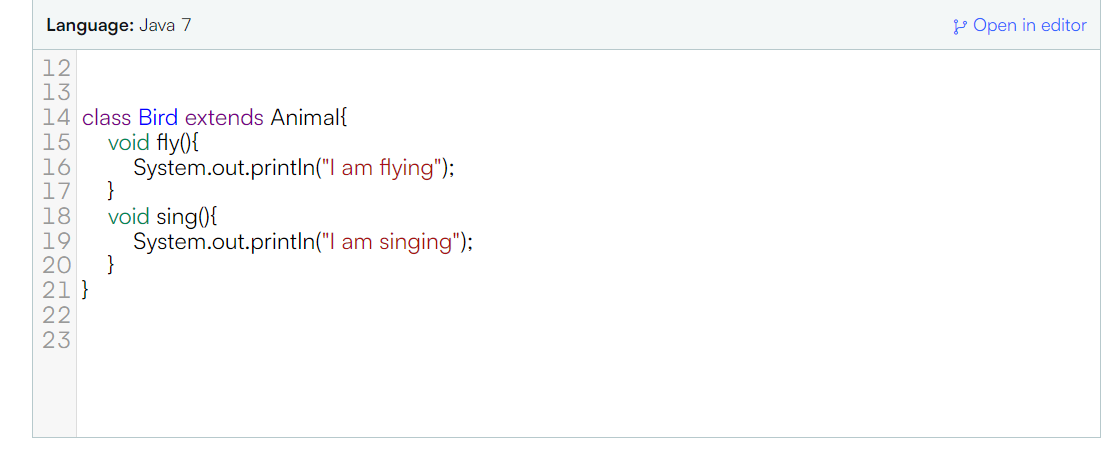 Language: Java 7
Open in editor
12
13
14 class Bird extends Animal{
15 void fly(){
16 System.out.println("I am flying");
17 }
18 void sing(){
19 System.out.println("I am singing");
20 }
21 }
22
23